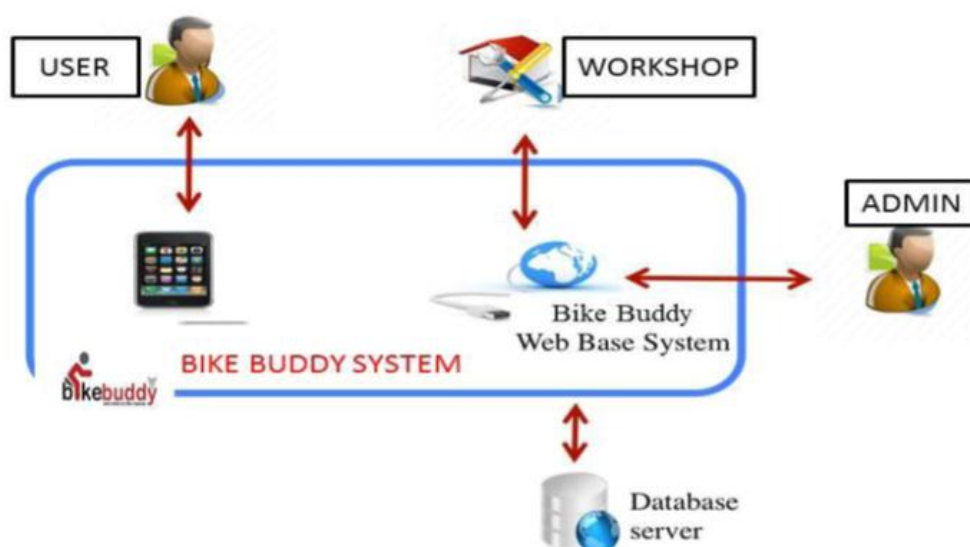 USER
WORKSHOP
ADMIN
Bike Buddy
Web Base System
BIKE BUDDY SYSTEM
bikebuddy
Database
server